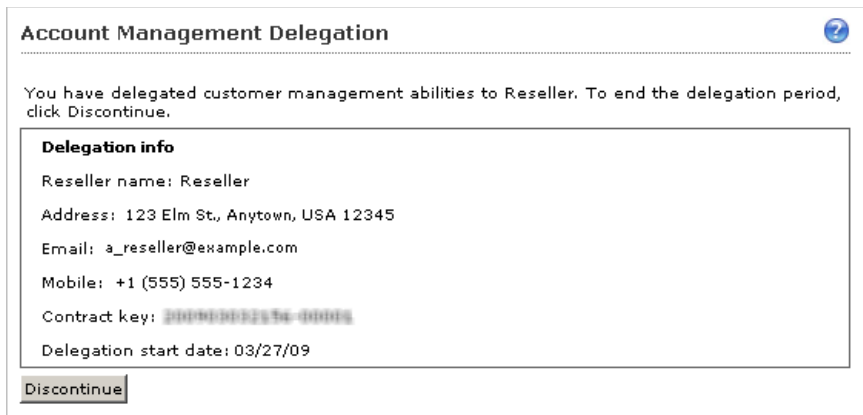 Account Management Delegation
?
You have delegated customer management abilities to Reseller. To end the delegation period,
click Discontinue.
Delegation info
Reseller name: Reseller
Address: 123 Elm St., Anytown, USA 12345
Email: a_reseller@example.com
Mobile: +1 (555) 555-1234
Contract key:
Delegation start date: 03/27/09
Discontinue